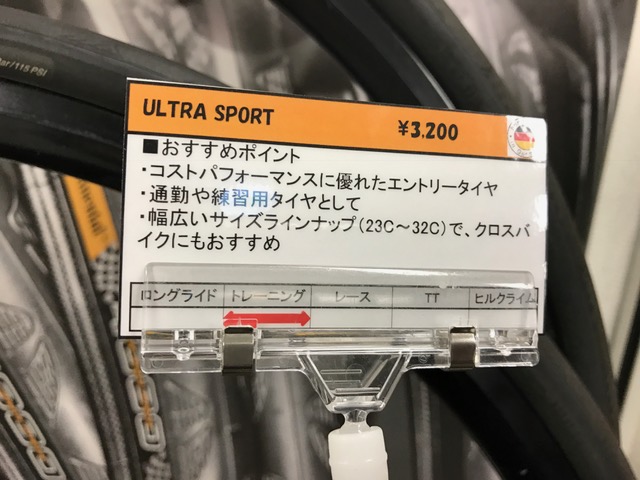 ar/115 PSI
ULTRA SPORT
¥3,200
■おすすめポイント
・コストパフォーマンスに優れたエントリータイヤ
・通勤や練習用タイヤとして
・幅広いサイズラインナップ(23C～32C)で、クロスバ
イクにもおすすめ
ロングライド トレーニング レース TT ヒルクライム